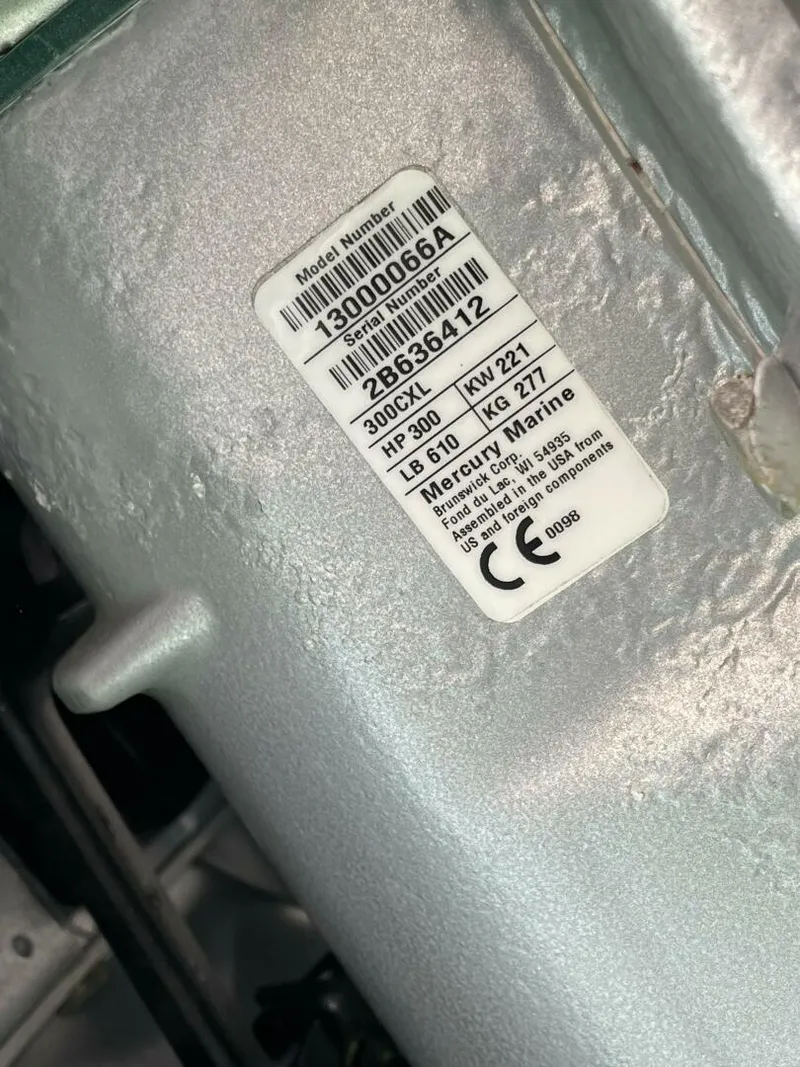 Model Number
13000066A
Serial Number
2B636412
300CXL
HP 300 KW 221
LB 610 KG 277
Mercury Marine
Brunswick Corp.
Fond du Lac, WI 54935
Assembled in the USA from
US and foreign components
CE 0098